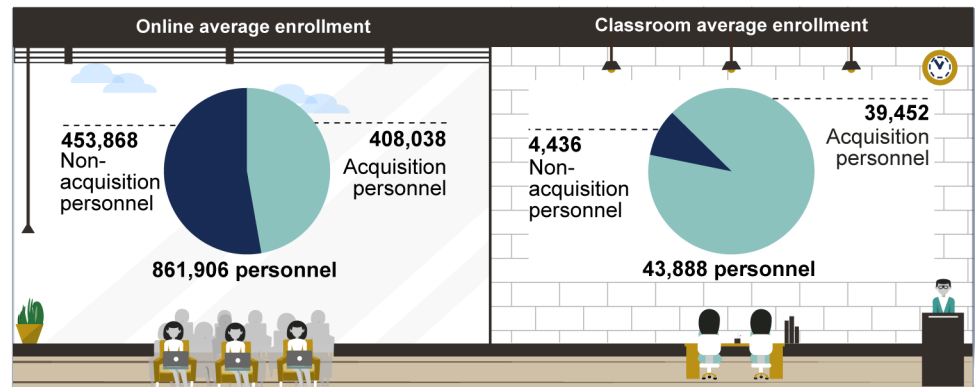 Online average enrollment
453,868
Non-
acquisition
personnel
408,038
Acquisition
personnel
861,906 personnel
Classroom average enrollment
4,436
Non-
acquisition
personnel
39,452
Acquisition
personnel
43,888 personnel